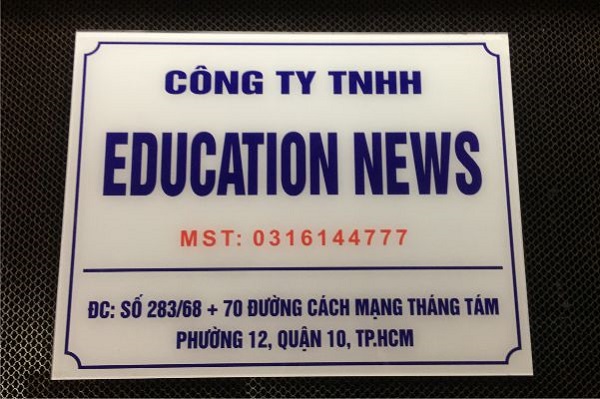 CÔNG TY TNHH
EDUCATION NEWS
MST: 0316144777
ĐC: SỐ 283/68 + 70 ĐƯỜNG CÁCH MẠNG THÁNG TÁM
PHƯỜNG 12, QUẬN 10, TP.HCM